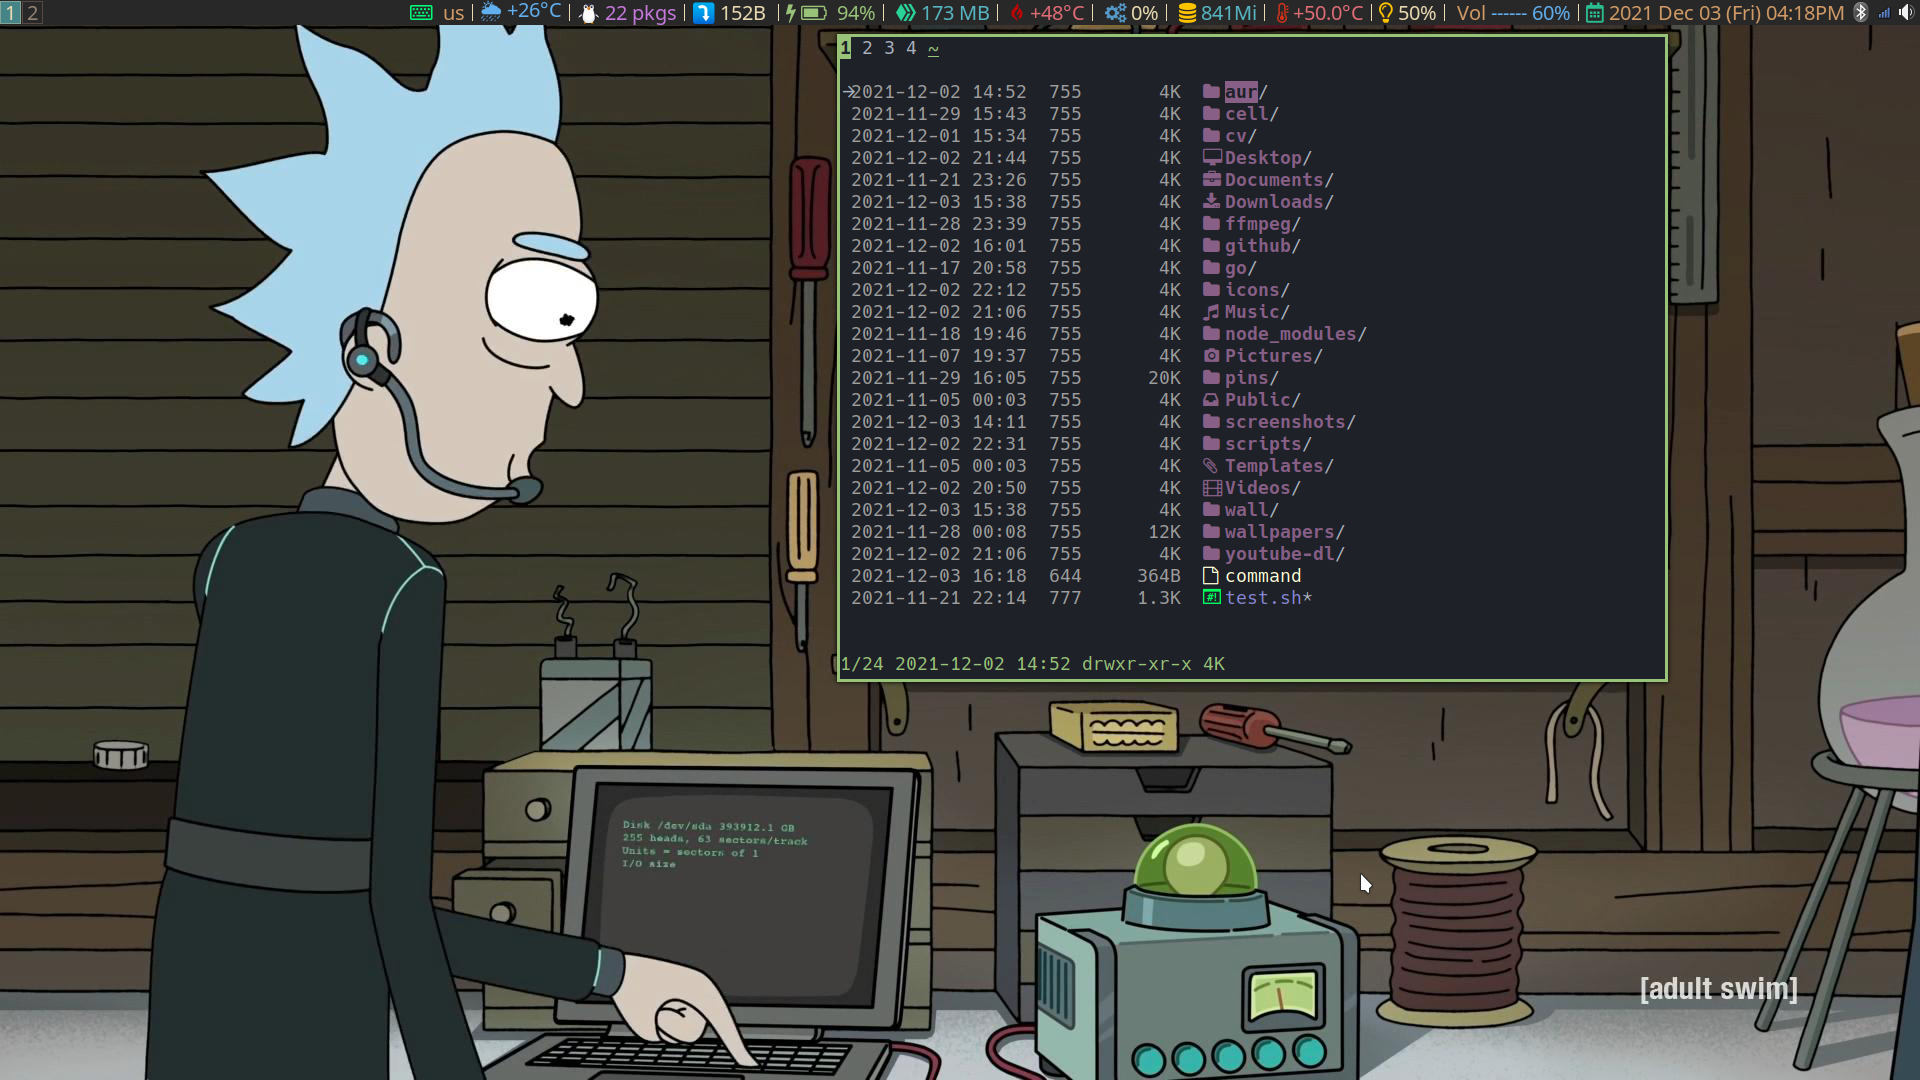 1 2 us +26°C 22 pkgs 152B 94% 173 MB +48°C 0% 841Mi +50.0°C 50% Vol ------ 60% 2021 Dec 03 (Fri) 04:18PM
1 2 3 4 ~
→2021-12-02 14:52 755 4K aur/
2021-11-29 15:43 755 4K cell/
2021-12-01 15:34 755 4K cv/
2021-12-02 21:44 755 4K Desktop/
2021-11-21 23:26 755 4K Documents/
2021-12-03 15:38 755 4K Downloads/
2021-11-28 23:39 755 4K ffmpeg/
2021-12-02 16:01 755 4K github/
2021-11-17 20:58 755 4K go/
2021-12-02 22:12 755 4K icons/
2021-12-02 21:06 755 4K Music/
2021-11-18 19:46 755 4K node_modules/
2021-11-07 19:37 755 4K Pictures/
2021-11-29 16:05 755 20K pins/
2021-11-05 00:03 755 4K Public/
2021-12-03 14:11 755 4K screenshots/
2021-12-02 22:31 755 4K scripts/
2021-11-05 00:03 755 4K Templates/
2021-12-02 20:50 755 4K Videos/
2021-12-03 15:38 755 4K wall/
2021-11-28 00:08 755 12K wallpapers/
2021-12-02 21:06 755 4K youtube-dl/
2021-12-03 16:18 644 364B command
2021-11-21 22:14 777 1.3K #! test.sh*
1/24 2021-12-02 14:52 drwxr-xr-x 4K
Disk /dev/sda 393912.1 GB
255 heads, 63 sectors/track
Units = sectors of 1
I/O size
[adult swim]